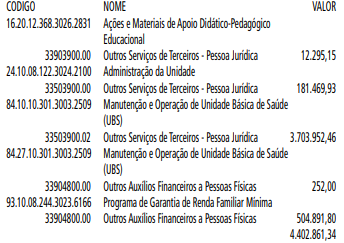 CODIGO NOME VALOR
16.20.12.368.3026.2831 Ações e Materiais de Apoio Didático-Pedagógico
Educacional
33903900.00 Outros Serviços de Terceiros - Pessoa Jurídica 12.295,15
24.10.08.122.3024.2100 Administração da Unidade
33503900.00 Outros Serviços de Terceiros - Pessoa Jurídica 181.469,93
84.10.10.301.3003.2509 Manutenção e Operação de Unidade Básica de Saúde
(UBS)
33503900.02 Outros Serviços de Terceiros - Pessoa Jurídica 3.703.952,46
84.27.10.301.3003.2509 Manutenção e Operação de Unidade Básica de Saúde
(UBS)
33904800.00 Outros Auxílios Financeiros a Pessoas Físicas 252,00
93.10.08.244.3023.6166 Programa de Garantia de Renda Familiar Mínima
33904800.00 Outros Auxílios Financeiros a Pessoas Físicas 504.891,80
4.402.861,34